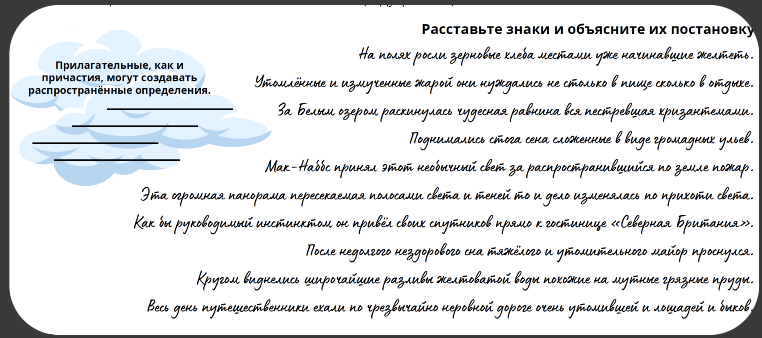 Расставьте знаки и объясните их постановку
Прилагательные, как и
причастия, могут создавать
распространённые определения.
На полях росли зерновые хлеба местами уже начинавшие желтеть.
Утомлённые и измученные жарой они нуждались не столько в пище сколько в отдыхе.
За Белым озером раскинулась чудесная равнина вся пестревшая хризантемами.
Поднимались стога сена сложенные в виде громадных ульев.
Мак-Наббс принял этот необычный свет за распространившийся по земле пожар.
Эта огромная панорама пересекаемая полосами света и теней то и дело изменялась по прихоти света.
Как бы руководимый инстинктом он привёл своих спутников прямо к гостинице «Северная Британия».
После недолгого нездорового сна тяжёлого и утомительного майор проснулся.
Кругом виднелись широчайшие разливы желтоватой воды похожие на мутные грязные пруды.
Весь день путешественники ехали по чрезвычайно неровной дороге очень утомившей и лошадей и быков.